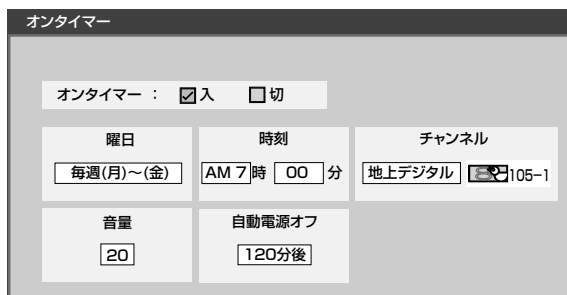 オンタイマー
オンタイマー : 入 切
曜日 時刻 チャンネル
毎週(月)～(金) AM 7 時 00 分 地上デジタル 105-1
音量 自動電源オフ
20 120分後